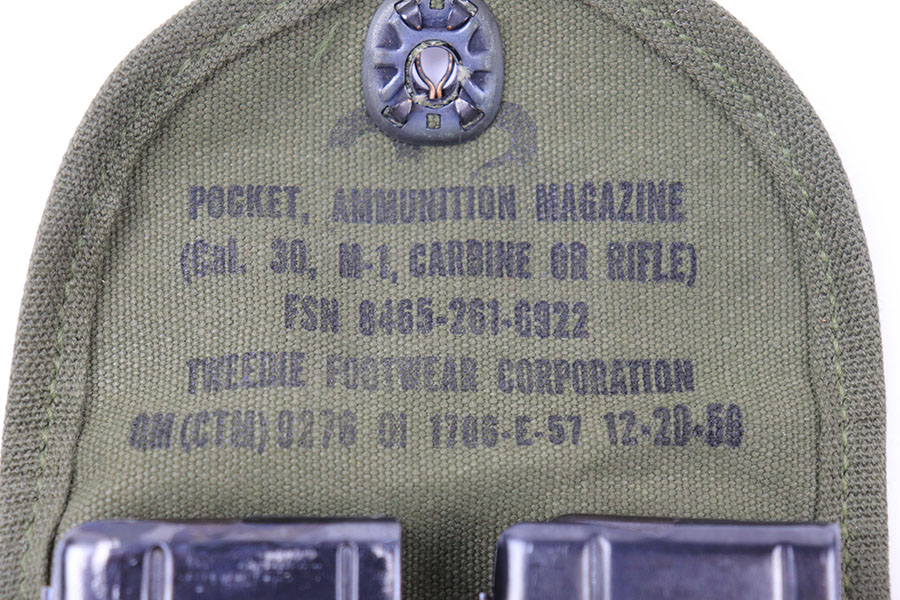 POCKET, AMMUNITION MAGAZINE
(Cal. 30, M-1, CARBINE OR RIFLE)
FSN 8465-261-6922
TWEEDIE FOOTWEAR CORPORATION
QM (CTM) 9276 OI 1706-E-57 12-20-56